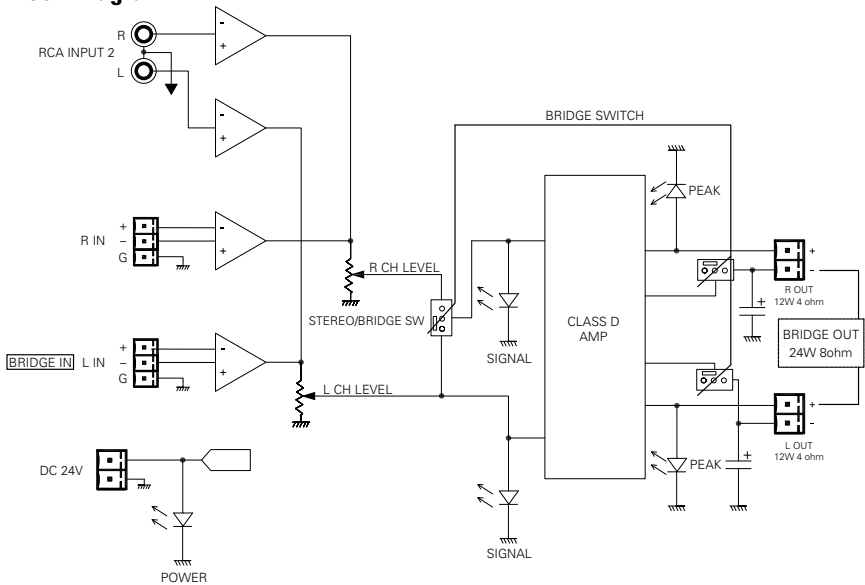 R
RCA INPUT 2
L
-
+
-
+
BRIDGE SWITCH
PEAK
+
R IN –
G
-
+
R CH LEVEL
STEREO/BRIDGE SW
SIGNAL
CLASS D
AMP
+
+
-
R OUT
12W 4 ohm
BRIDGE OUT
24W 8ohm
+
BRIDGE IN L IN –
G
-
+
L CH LEVEL
+
-
L OUT
12W 4 ohm
PEAK
+
DC 24V
POWER
SIGNAL